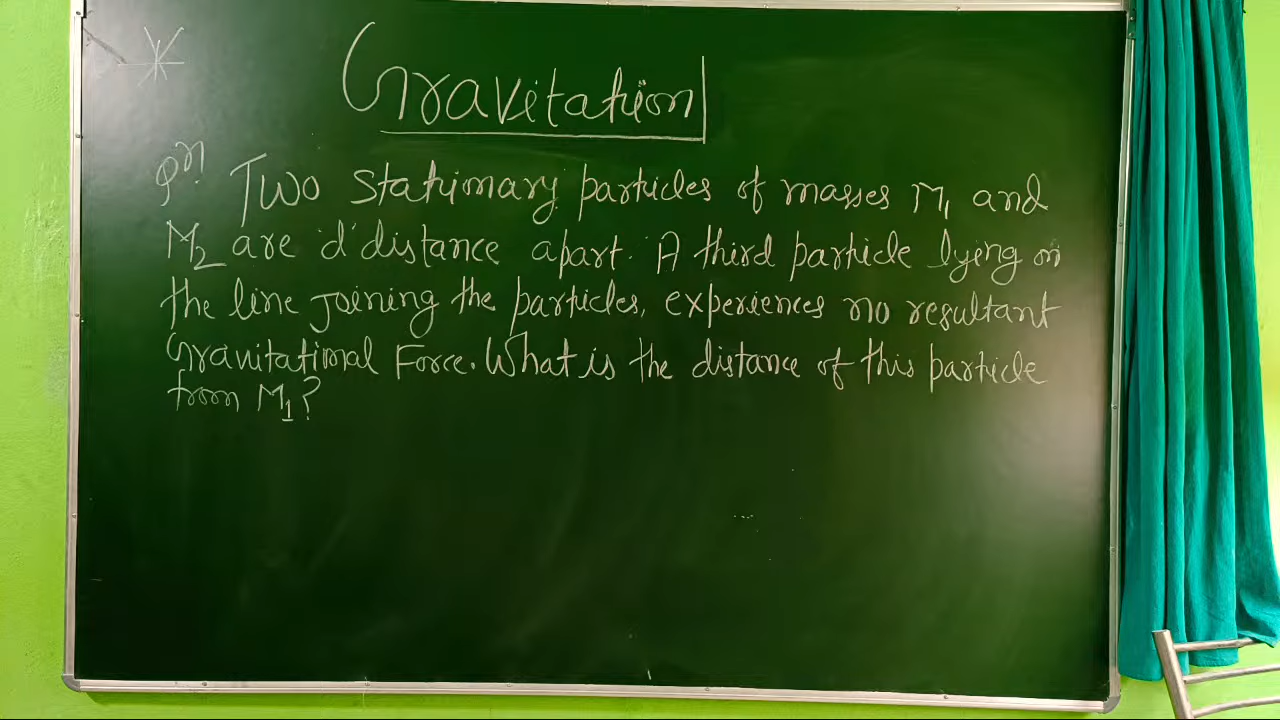 Gravitation
Qn! Two Stationary particles of masses M1 and
M2 are 'd' distance apart. A third particle lying on
the line joining the particles, experiences no resultant
Gravitational Force. What is the distance of this particle
from M1?